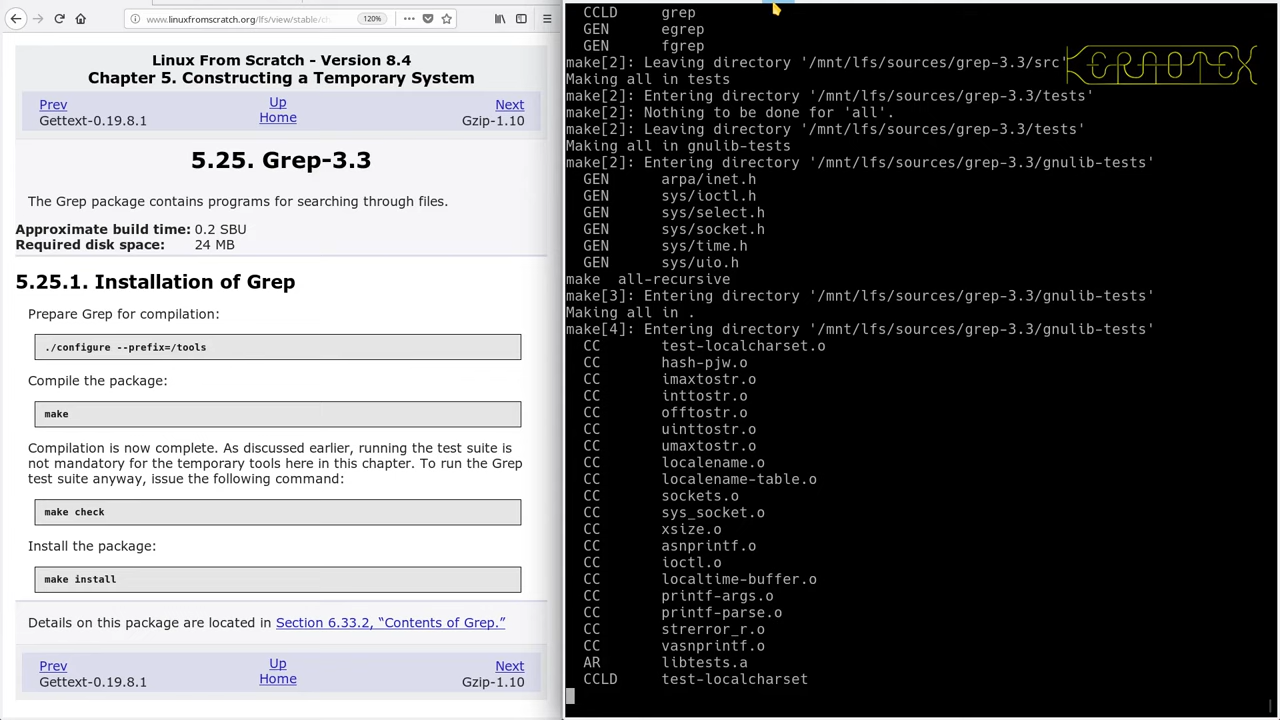 www.linuxfromscratch.org/lfs/view/stable/ch 120%
Linux From Scratch - Version 8.4
Chapter 5. Constructing a Temporary System
Prev Up Next
Gettext-0.19.8.1 Home Gzip-1.10
5.25. Grep-3.3
The Grep package contains programs for searching through files.
Approximate build time: 0.2 SBU
Required disk space: 24 MB
5.25.1. Installation of Grep
Prepare Grep for compilation:
./configure --prefix=/tools
Compile the package:
make
Compilation is now complete. As discussed earlier, running the test suite is
not mandatory for the temporary tools here in this chapter. To run the Grep
test suite anyway, issue the following command:
make check
Install the package:
make install
Details on this package are located in Section 6.33.2, “Contents of Grep.”
Prev Up Next
Gettext-0.19.8.1 Home Gzip-1.10
CCLD grep
GEN egrep
GEN fgrep
make[2]: Leaving directory '/mnt/lfs/sources/grep-3.3/src'
Making all in tests
make[2]: Entering directory '/mnt/lfs/sources/grep-3.3/tests'
make[2]: Nothing to be done for 'all'.
make[2]: Leaving directory '/mnt/lfs/sources/grep-3.3/tests'
Making all in gnulib-tests
make[2]: Entering directory '/mnt/lfs/sources/grep-3.3/gnulib-tests'
GEN arpa/inet.h
GEN sys/ioctl.h
GEN sys/select.h
GEN sys/socket.h
GEN sys/time.h
GEN sys/uio.h
make all-recursive
make[3]: Entering directory '/mnt/lfs/sources/grep-3.3/gnulib-tests'
Making all in .
make[4]: Entering directory '/mnt/lfs/sources/grep-3.3/gnulib-tests'
CC test-localcharset.o
CC hash-pjw.o
CC imaxtostr.o
CC inttostr.o
CC offtostr.o
CC uinttostr.o
CC umaxtostr.o
CC localename.o
CC localename-table.o
CC sockets.o
CC sys_socket.o
CC xsize.o
CC asnprintf.o
CC ioctl.o
CC localtime-buffer.o
CC printf-args.o
CC printf-parse.o
CC strerror_r.o
CC vasnprintf.o
AR libtests.a
CCLD test-localcharset